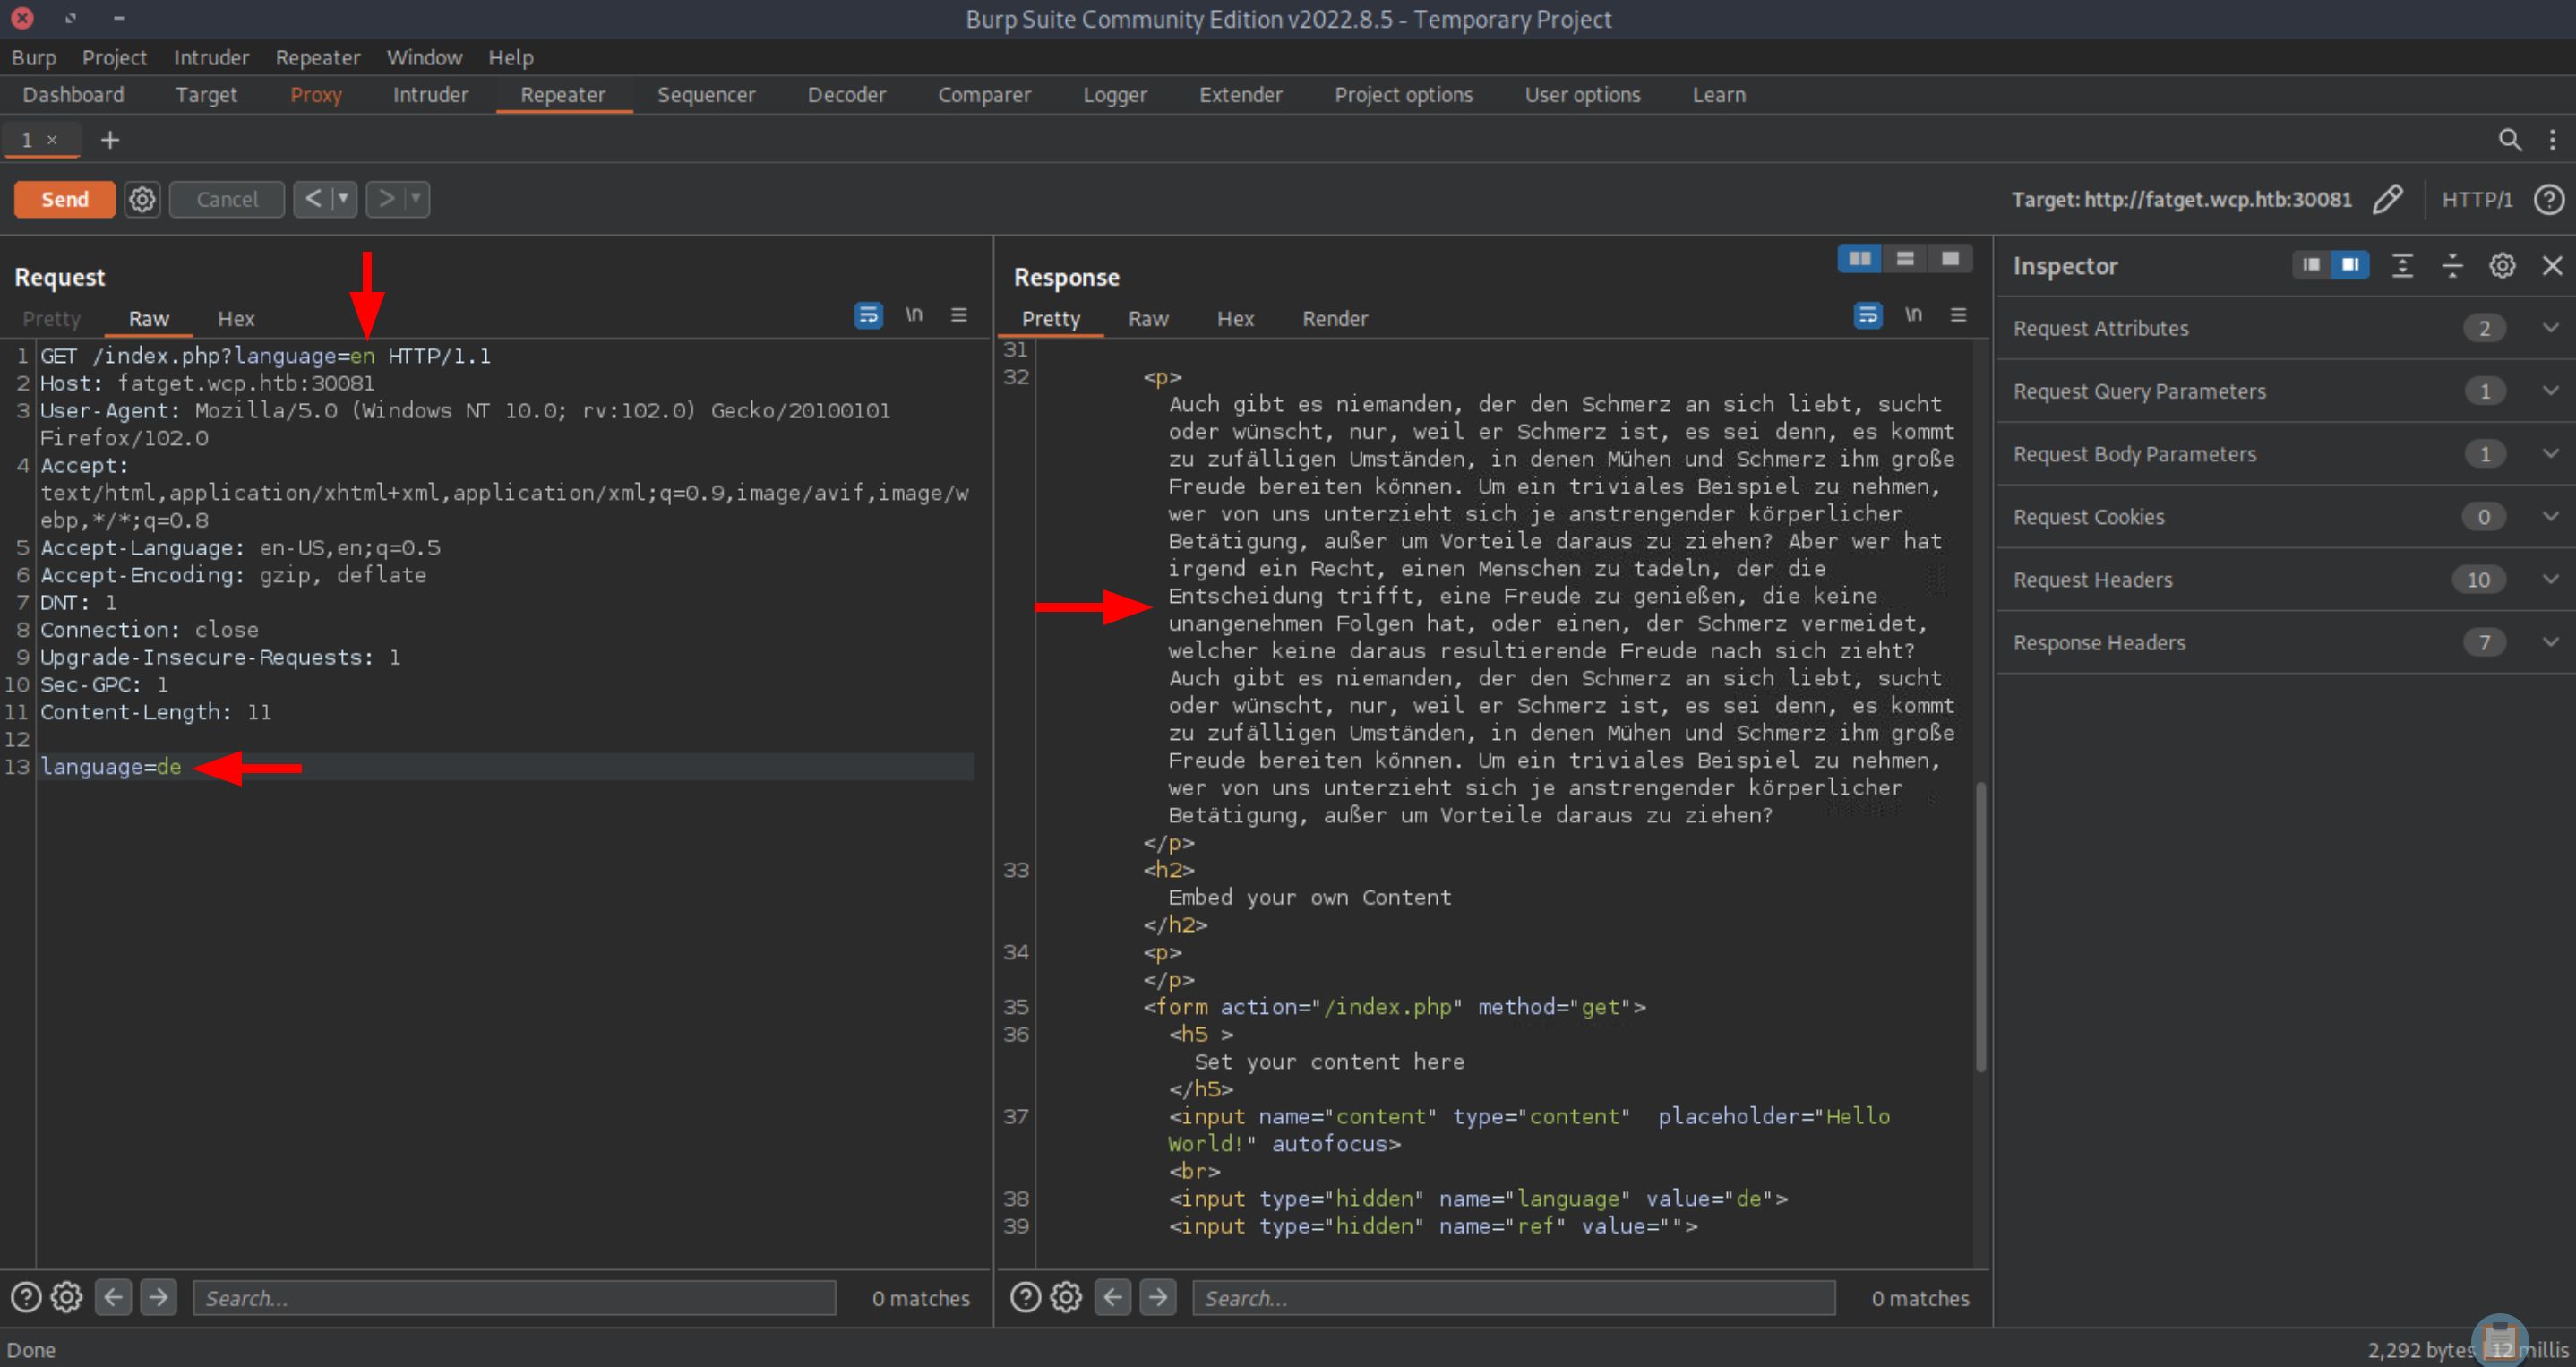 Burp Suite Community Edition v2022.8.5 - Temporary Project
Burp Project Intruder Repeater Window Help
Dashboard Target Proxy Intruder Repeater Sequencer Decoder Comparer Logger Extender Project options User options Learn
1 × +
Send Cancel < >
Target: http://fatget.wcp.htb:30081 HTTP/1 ?
Request
Pretty Raw Hex \n
1 GET /index.php?language=en HTTP/1.1
2 Host: fatget.wcp.htb:30081
3 User-Agent: Mozilla/5.0 (Windows NT 10.0; rv:102.0) Gecko/20100101
Firefox/102.0
4 Accept:
text/html,application/xhtml+xml,application/xml;q=0.9,image/avif,image/w
ebp,*/*;q=0.8
5 Accept-Language: en-US,en;q=0.5
6 Accept-Encoding: gzip, deflate
7 DNT: 1
8 Connection: close
9 Upgrade-Insecure-Requests: 1
10 Sec-GPC: 1
11 Content-Length: 11
12
13 language=de
Search... 0 matches
Response
Pretty Raw Hex Render \n
31
32 <p>
Auch gibt es niemanden, der den Schmerz an sich liebt, sucht
oder wünscht, nur, weil er Schmerz ist, es sei denn, es kommt
zu zufälligen Umständen, in denen Mühen und Schmerz ihm große
Freude bereiten können. Um ein triviales Beispiel zu nehmen,
wer von uns unterzieht sich je anstrengender körperlicher
Betätigung, außer um Vorteile daraus zu ziehen? Aber wer hat
irgend ein Recht, einen Menschen zu tadeln, der die
Entscheidung trifft, eine Freude zu genießen, die keine
unangenehmen Folgen hat, oder einen, der Schmerz vermeidet,
welcher keine daraus resultierende Freude nach sich zieht?
Auch gibt es niemanden, der den Schmerz an sich liebt, sucht
oder wünscht, nur, weil er Schmerz ist, es sei denn, es kommt
zu zufälligen Umständen, in denen Mühen und Schmerz ihm große
Freude bereiten können. Um ein triviales Beispiel zu nehmen,
wer von uns unterzieht sich je anstrengender körperlicher
Betätigung, außer um Vorteile daraus zu ziehen?
</p>
33 <h2>
Embed your own Content
</h2>
34 <p>
</p>
35 <form action="/index.php" method="get">
36 <h5 >
Set your content here
</h5>
37 <input name="content" type="content"  placeholder="Hello
World!" autofocus>
<br>
38 <input type="hidden" name="language" value="de">
39 <input type="hidden" name="ref" value="">
Search... 0 matches
Inspector
Request Attributes 2
Request Query Parameters 1
Request Body Parameters 1
Request Cookies 0
Request Headers 10
Response Headers 7
Done
2,292 bytes | 12 millis